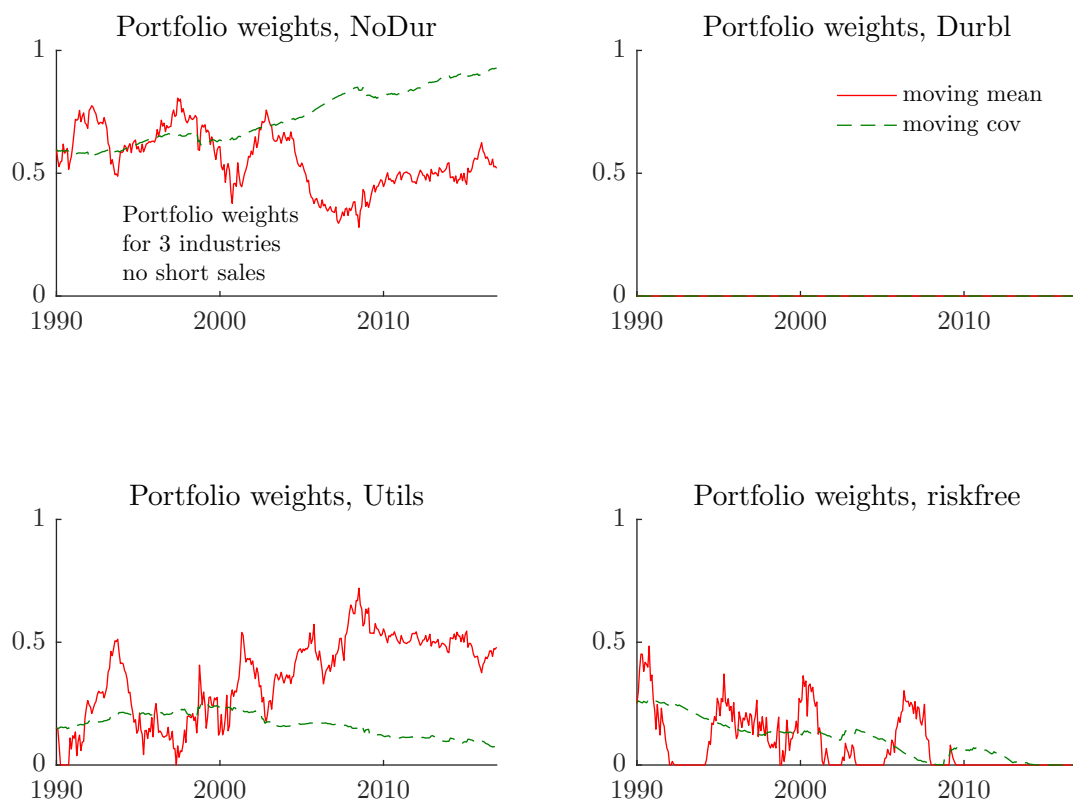 Portfolio weights, NoDur
1
0.5
0
1990
2000
2010
Portfolio weights
for 3 industries
no short sales
Portfolio weights, Durbl
1
0.5
0
1990
2000
2010
moving mean
moving cov
Portfolio weights, Utils
1
0.5
0
1990
2000
2010
Portfolio weights, riskfree
1
0.5
0
1990
2000
2010